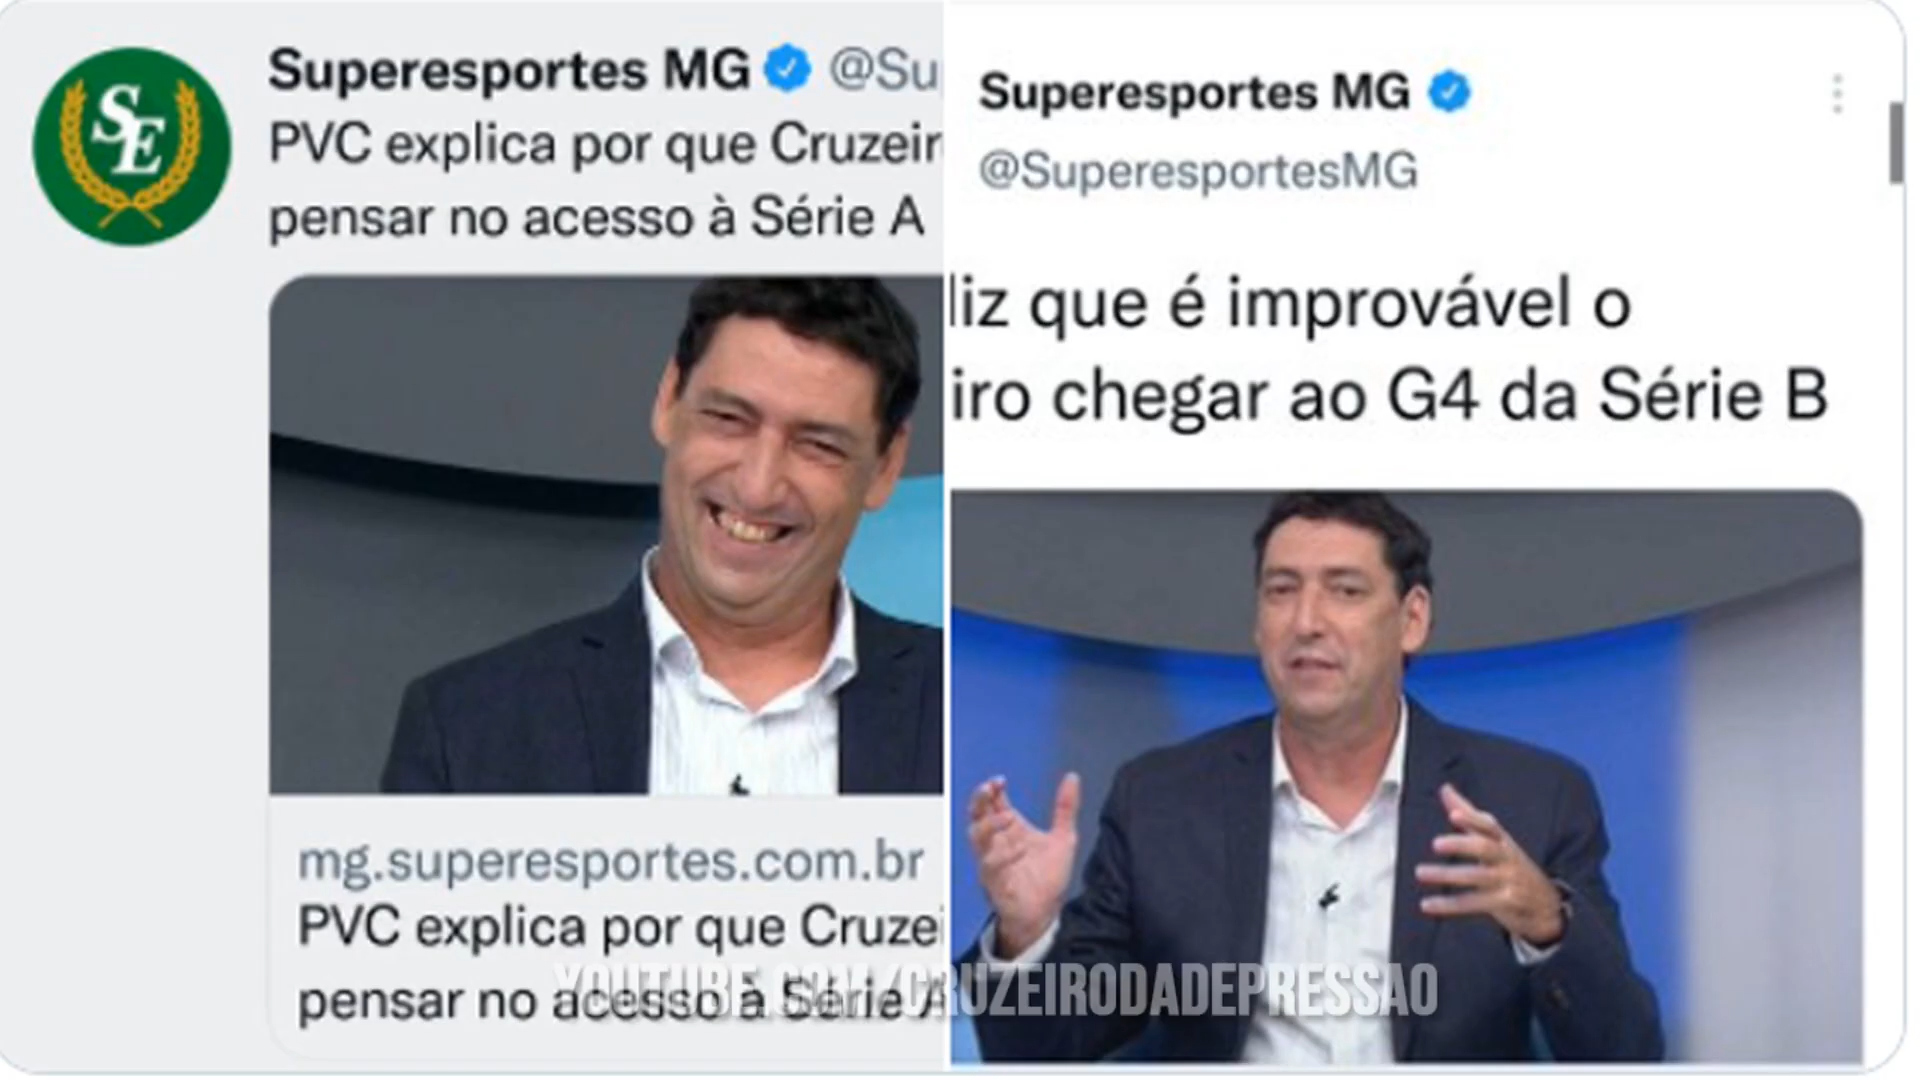 SE
Superesportes MG @Su
PVC explica por que Cruzeir
pensar no acesso à Série A
mg.superesportes.com.br
PVC explica por que Cruzei
pensar no acesso à Série A
Superesportes MG
@SuperesportesMG
diz que é improvável o
iro chegar ao G4 da Série B
YOUTUBE.COM/CRUZEIRODADEPRESSAO